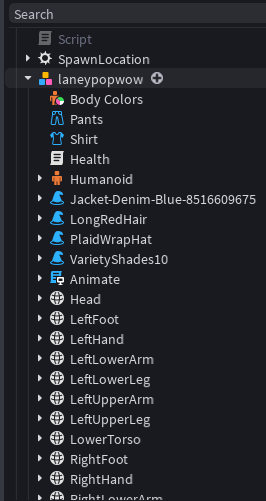 Search
Script
SpawnLocation
laneypopwow
Body Colors
Pants
Shirt
Health
Humanoid
Jacket-Denim-Blue-8516609675
LongRedHair
PlaidWrapHat
VarietyShades10
Animate
Head
LeftFoot
LeftHand
LeftLowerArm
LeftLowerLeg
LeftUpperArm
LeftUpperLeg
LowerTorso
RightFoot
RightHand
RightLowerArm